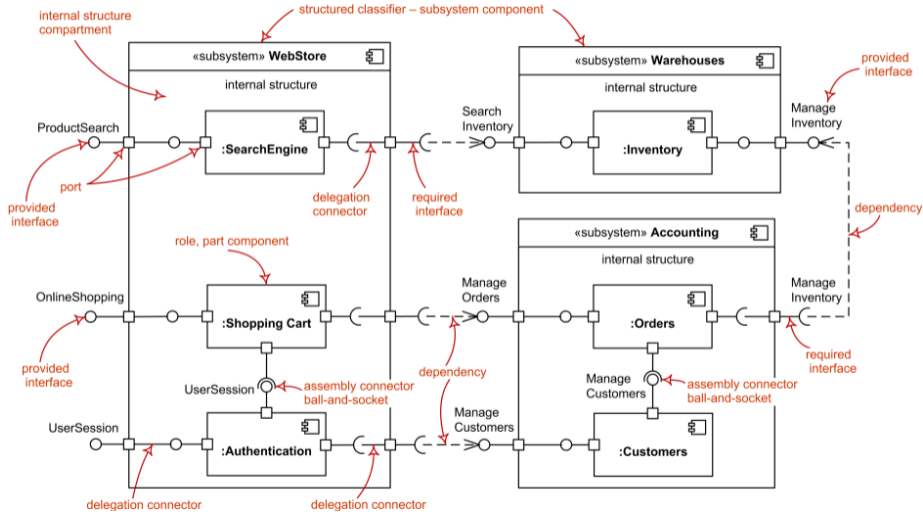 structured classifier – subsystem component
internal structure
compartment
«subsystem» WebStore
internal structure
«subsystem» Warehouses
internal structure
provided
interface
ProductSearch
:SearchEngine
Search
Inventory
:Inventory
Manage
Inventory
port
provided
interface
delegation
connector
required
interface
dependency
role, part component
«subsystem» Accounting
internal structure
OnlineShopping
:Shopping Cart
Manage
Orders
:Orders
Manage
Inventory
provided
interface
dependency
required
interface
UserSession
assembly connector
ball-and-socket
Manage
Customers
assembly connector
ball-and-socket
UserSession
:Authentication
Manage
Customers
:Customers
delegation connector
delegation connector